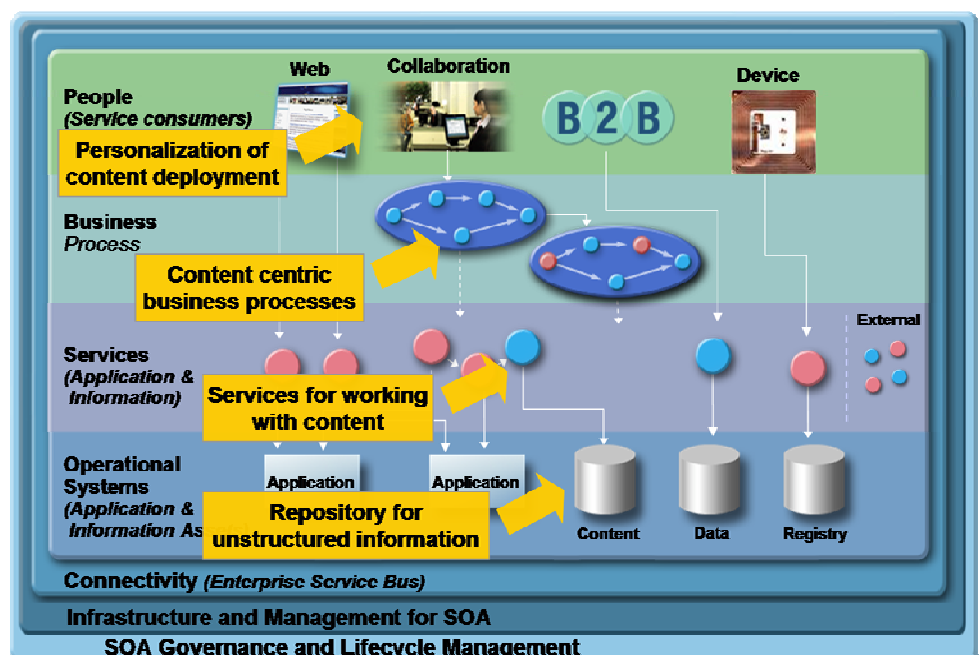 Web
Collaboration
Device
People
(Service consumers)
B2B
Personalization of
content deployment
Business
Process
Content centric
business processes
External
Services
(Application &
Information)
Services for working
with content
Operational
Systems
(Application &
Information As
Application
Application
Repository for
unstructured information
Content
Data
Registry
Connectivity (Enterprise Service Bus)
Infrastructure and Management for SOA
SOA Governance and Lifecycle Management